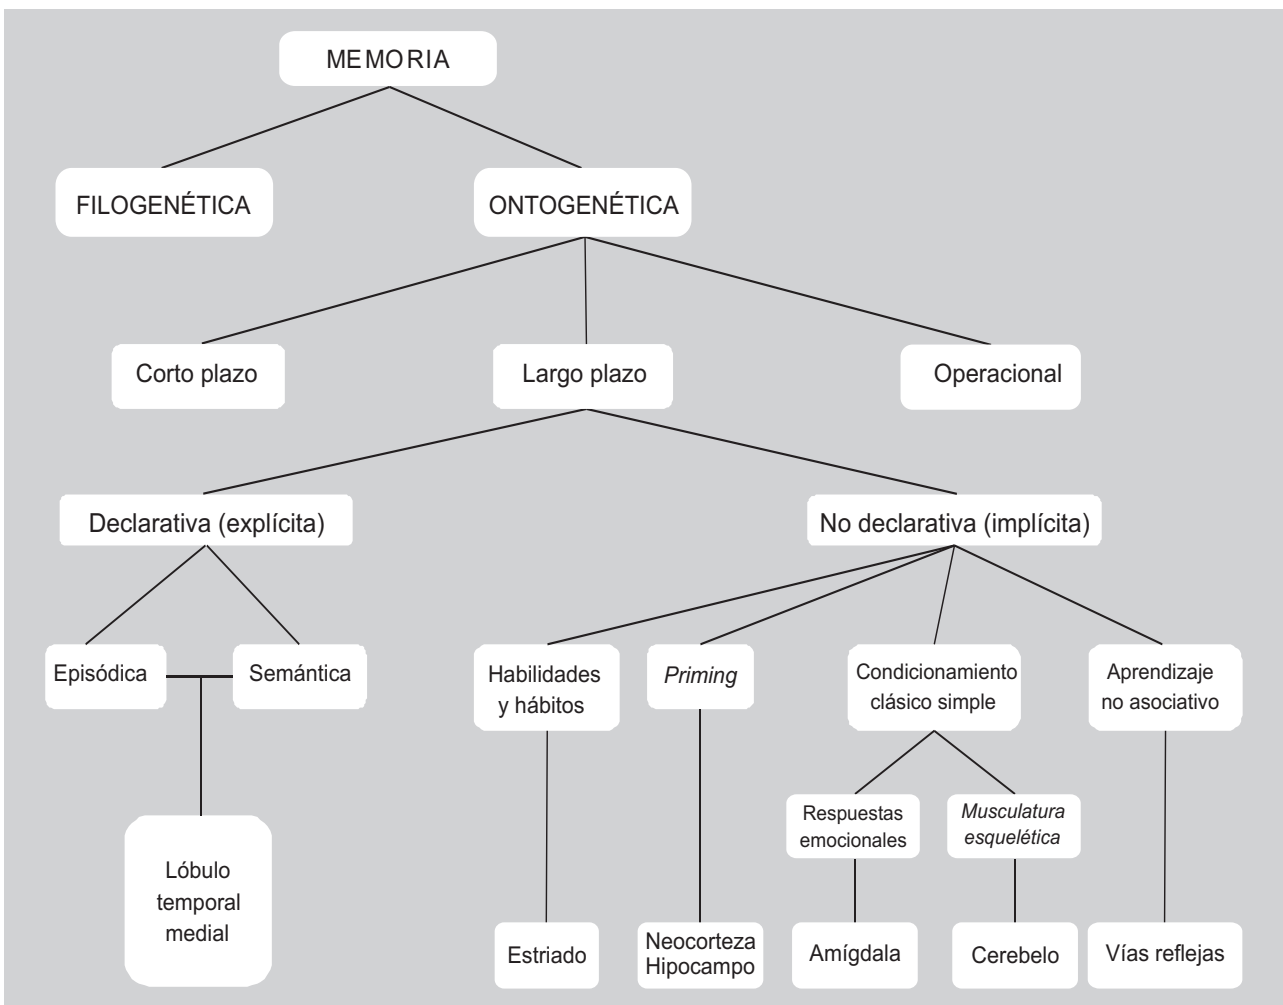 MEMORIA
FILOGENÉTICA
ONTOGENÉTICA
Corto plazo
Largo plazo
Operacional
Declarativa (explícita)
No declarativa (implícita)
Episódica
Semántica
Habilidades
y hábitos
Priming
Condicionamiento
clásico simple
Aprendizaje
no asociativo
Respuestas
emocionales
Musculatura
esquelética
Lóbulo
temporal
medial
Estriado
Neocorteza
Hipocampo
Amígdala
Cerebelo
Vías reflejas